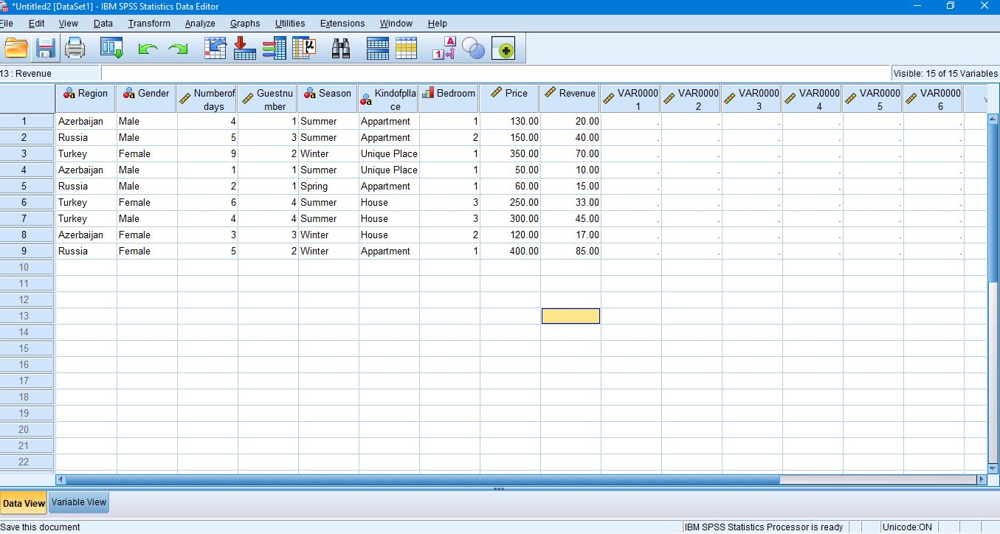 *Untitled2 [DataSet1] - IBM SPSS Statistics Data Editor
File Edit View Data Transform Analyze Graphs Utilities Extensions Window Help
13 : Revenue
Visible: 15 of 15 Variables
Region Gender Numberofdays Guestnumber Season Kindofpllace Bedroom Price Revenue VAR00001 VAR00002 VAR00003 VAR00004 VAR00005 VAR00006
1 Azerbaijan Male 4 1 Summer Appartment 1 130.00 20.00 . . . . . .
2 Russia Male 5 3 Summer Appartment 2 150.00 40.00 . . . . . .
3 Turkey Female 9 2 Winter Unique Place 1 350.00 70.00 . . . . . .
4 Azerbaijan Male 1 1 Summer Unique Place 1 50.00 10.00 . . . . . .
5 Russia Male 2 1 Spring Appartment 1 60.00 15.00 . . . . . .
6 Turkey Female 6 4 Summer House 3 250.00 33.00 . . . . . .
7 Turkey Male 4 4 Summer House 3 300.00 45.00 . . . . . .
8 Azerbaijan Female 3 3 Winter House 2 120.00 17.00 . . . . . .
9 Russia Female 5 2 Winter Appartment 1 400.00 85.00 . . . . . .
10
11
12
13
14
15
16
17
18
19
20
21
22
Data View Variable View
Save this document
IBM SPSS Statistics Processor is ready
Unicode:ON